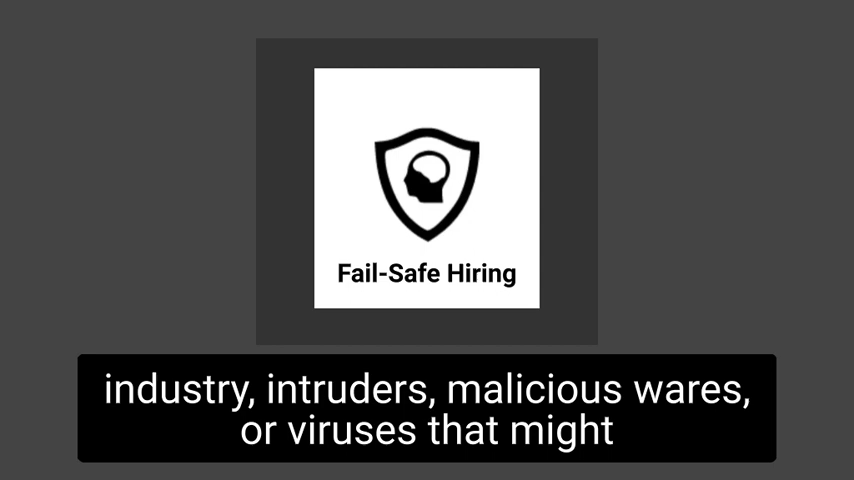 Fail-Safe Hiring
industry, intruders, malicious wares,
or viruses that might